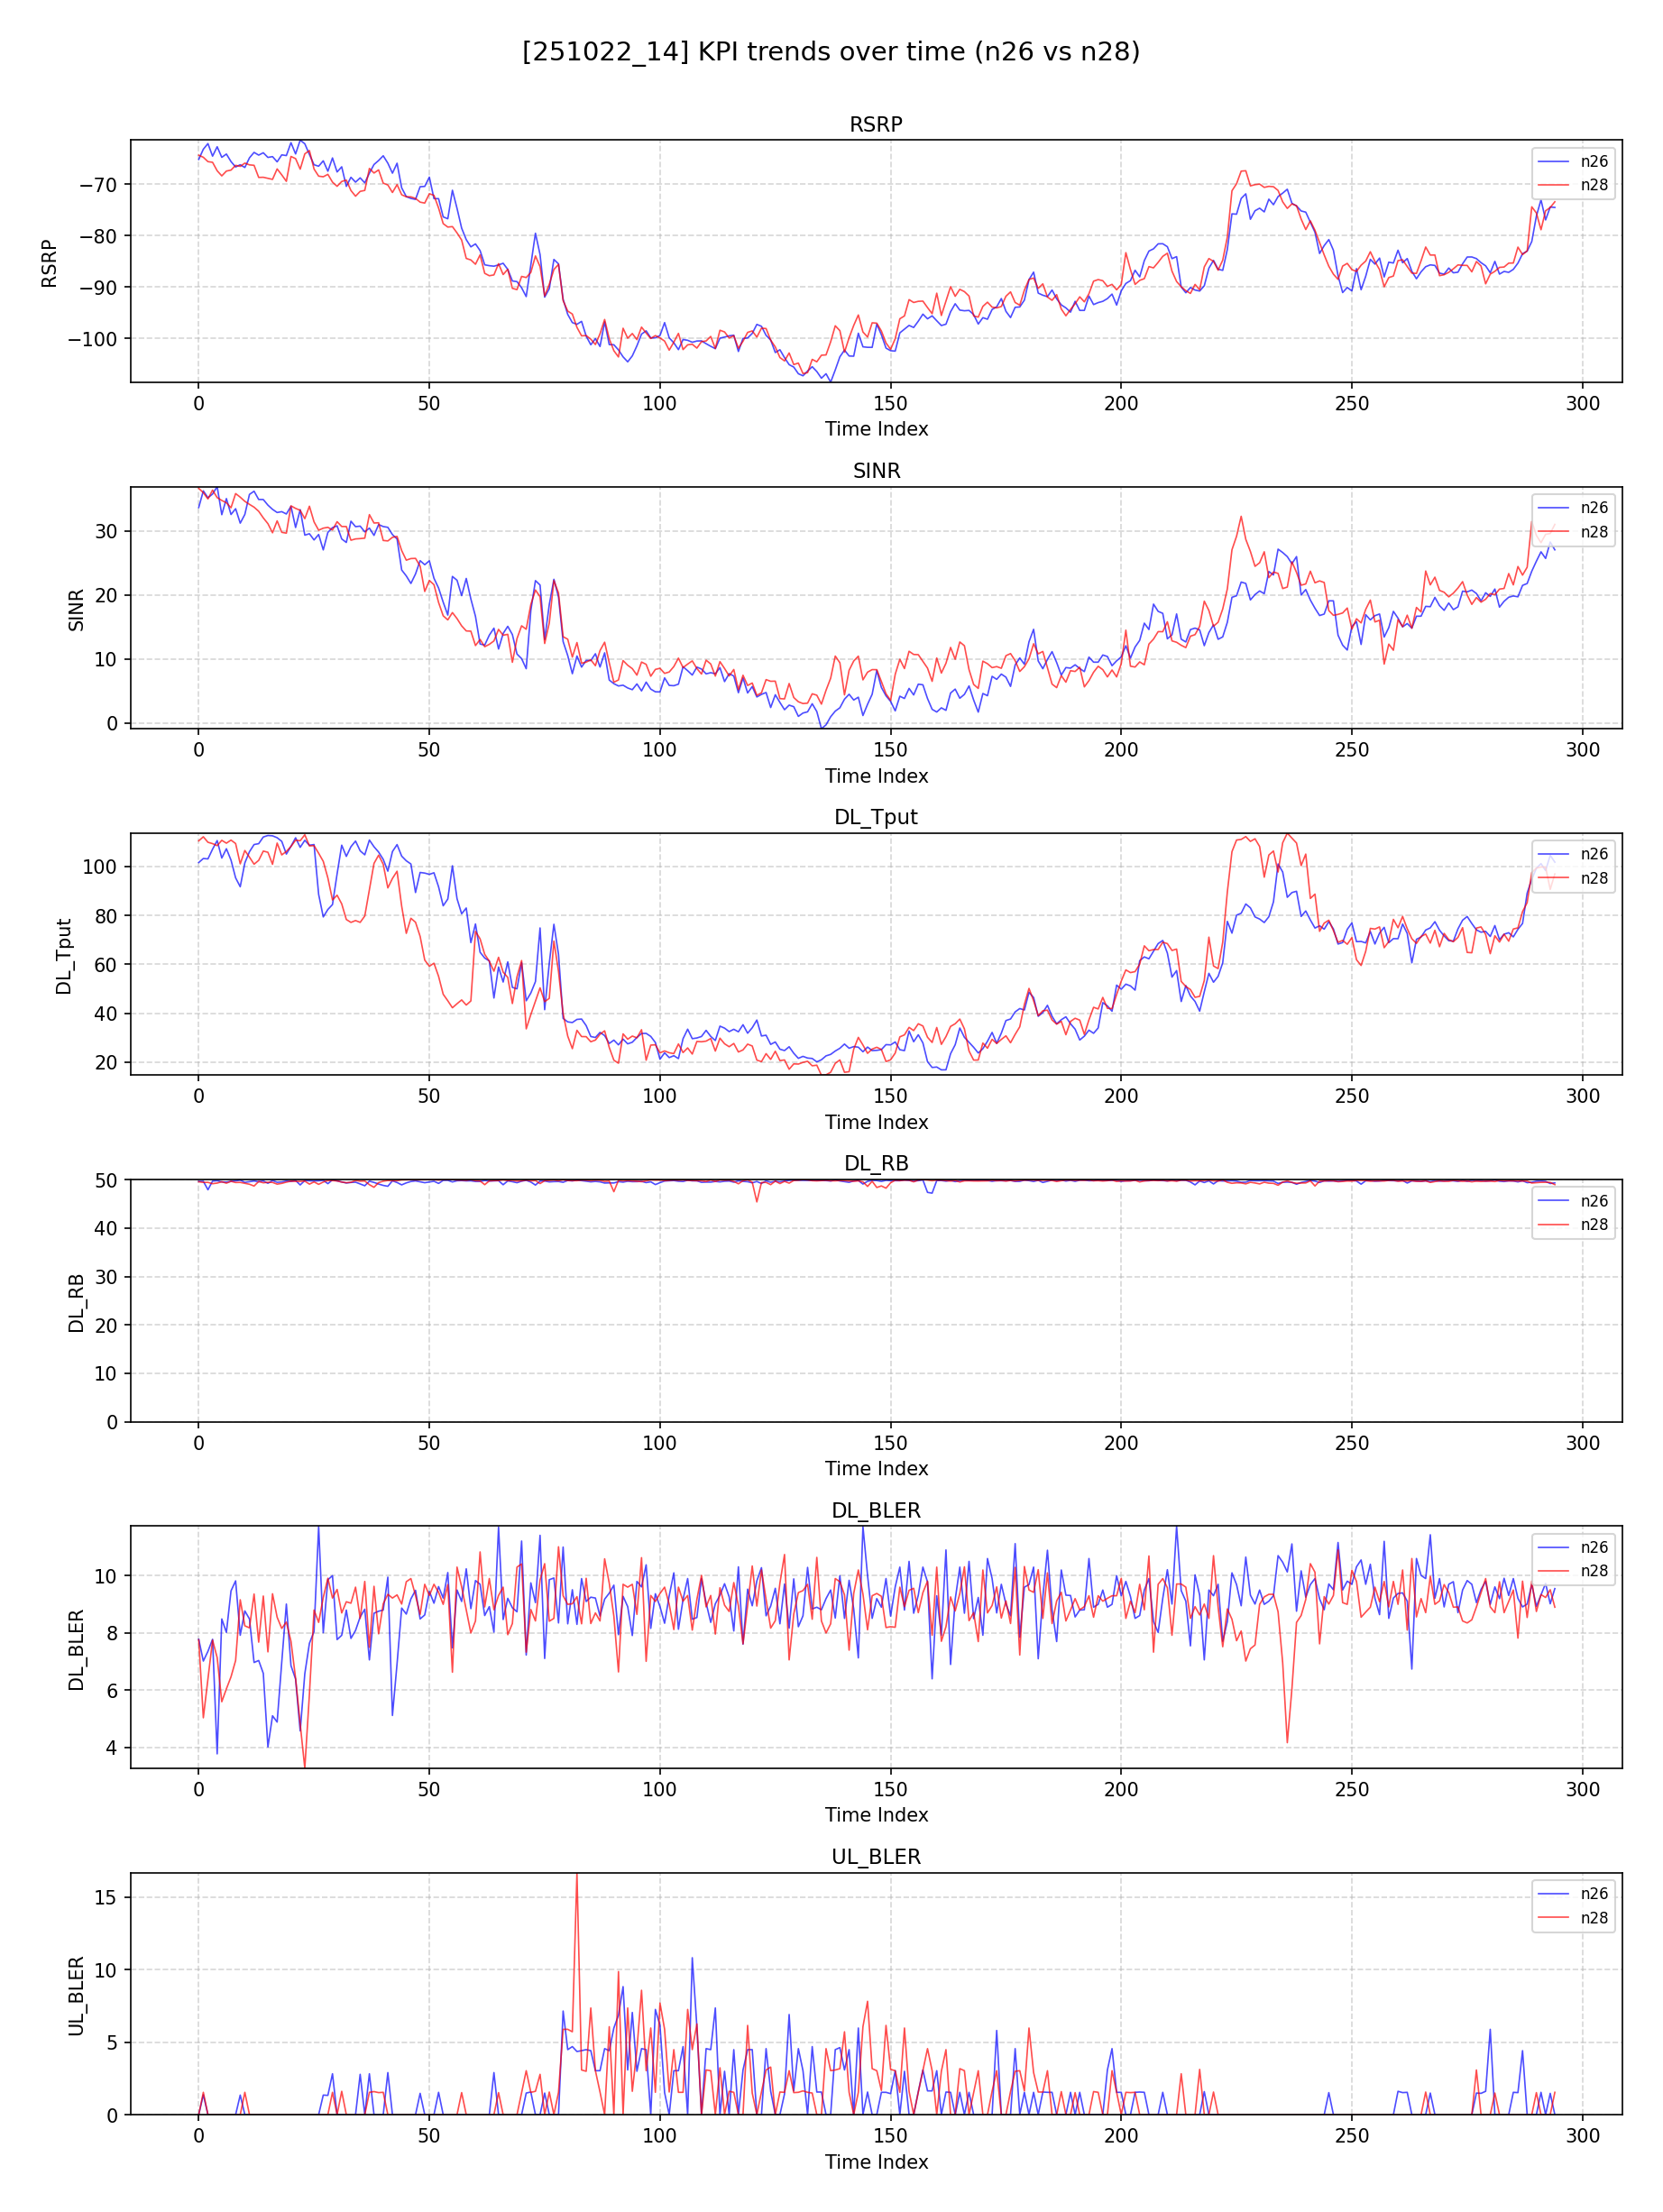 [251022_14] KPI trends over time (n26 vs n28)
RSRP
n26
n28
−70
−80
−90
−100
RSRP
0 50 100 150 200 250 300
Time Index
SINR
n26
n28
30
20
10
0
SINR
0 50 100 150 200 250 300
Time Index
DL_Tput
n26
n28
100
80
60
40
20
DL_Tput
0 50 100 150 200 250 300
Time Index
DL_RB
n26
n28
50
40
30
20
10
0
DL_RB
0 50 100 150 200 250 300
Time Index
DL_BLER
n26
n28
10
8
6
4
DL_BLER
0 50 100 150 200 250 300
Time Index
UL_BLER
n26
n28
15
10
5
0
UL_BLER
0 50 100 150 200 250 300
Time Index